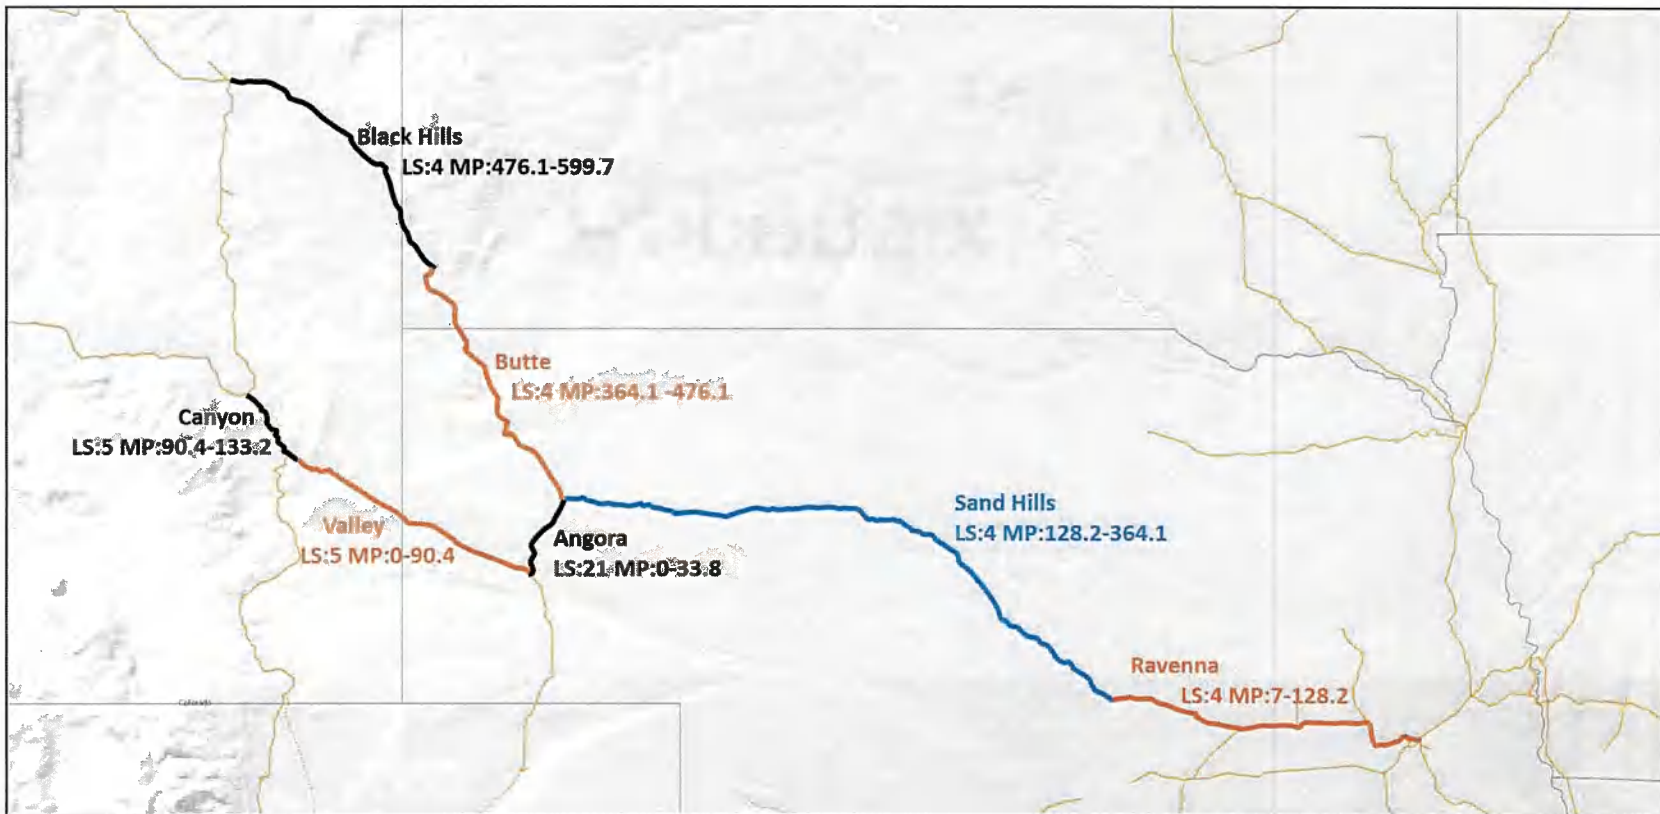 Black Hills
LS:4 MP:476.1-599.7
Butte
LS:4 MP:364.1 -476.1
Canyon
LS:5 MP:90.4-133.2
Valley
LS:5 MP:0-90.4
Angora
LS:21 MP:0-33.8
Sand Hills
LS:4 MP:128.2-364.1
Ravenna
LS:4 MP:7-128.2